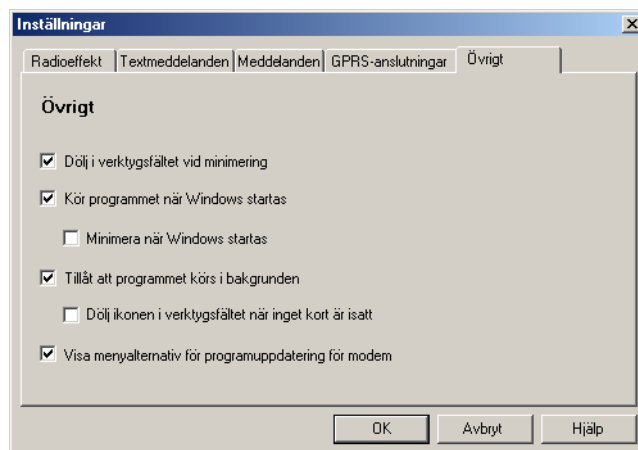 Inställningar
Radioeffekt Textmeddelanden Meddelanden GPRS-anslutningar Övrigt
Övrigt
Dölj i verktygsfältet vid minimering
Kör programmet när Windows startas
Minimera när Windows startas
Tillåt att programmet körs i bakgrunden
Dölj ikonen i verktygsfältet när inget kort är isatt
Visa menyalternativ för programuppdatering för modem
OK Avbryt Hjälp